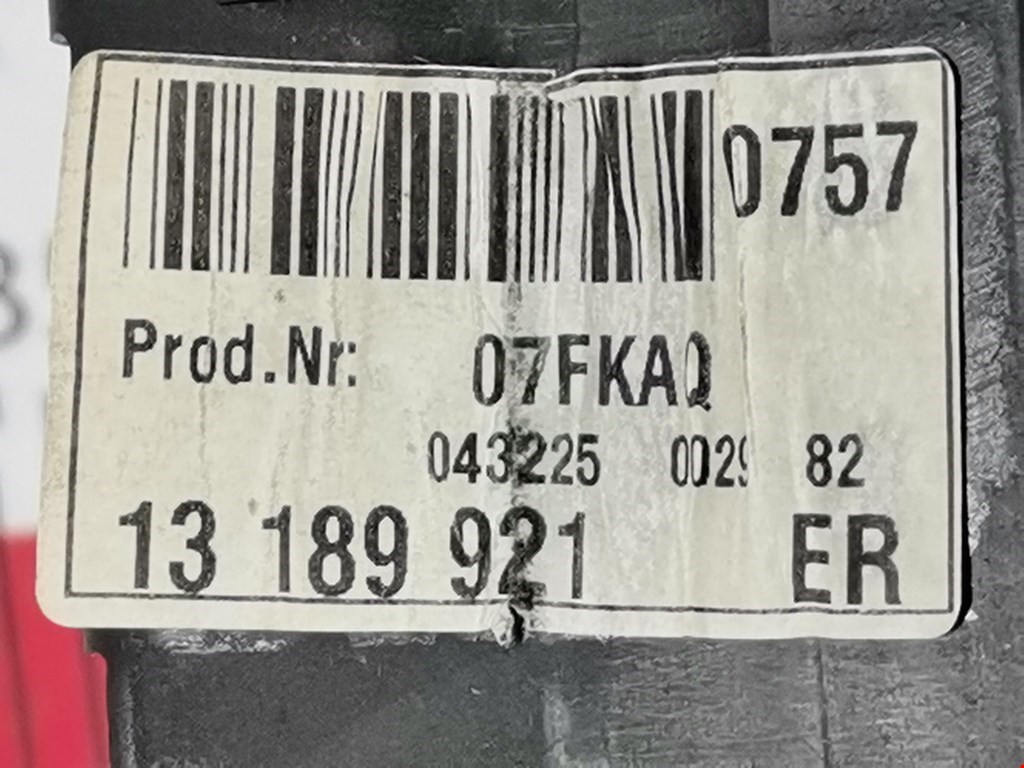 0757
Prod.Nr: 07FKAQ
043225 0029 82
13 189 921 ER